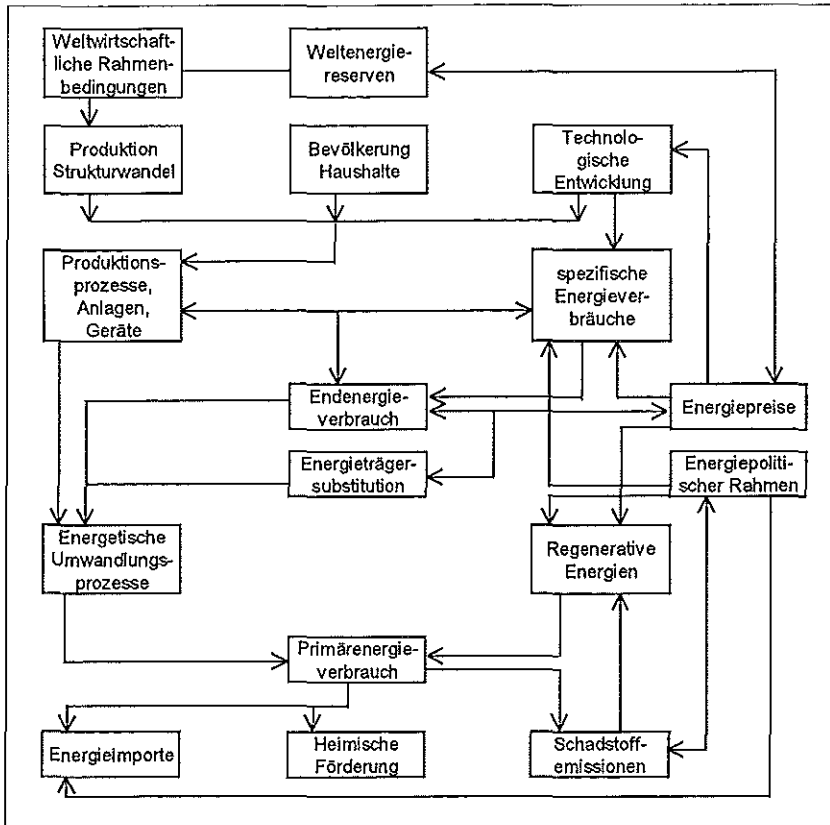 Weltwirtschaft-
liche Rahmen-
bedingungen
Weltenergie-
reserven
Produktion
Strukturwandel
Bevölkerung
Haushalte
Technolo-
gische
Entwicklung
Produktions-
prozesse,
Anlagen,
Geräte
spezifische
Energiever-
bräuche
Endenergie-
verbrauch
Energiepreise
Energieträger-
substitution
Energiepoliti-
scher Rahmen
Energetische
Umwandlungs-
prozesse
Regenerative
Energien
Primärenergie-
verbrauch
Energieimporte
Heimische
Förderung
Schadstoff-
emissionen